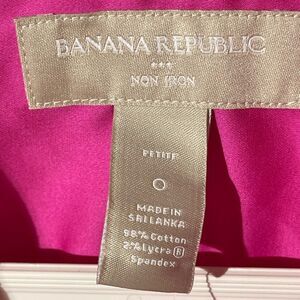 BANANA REPUBLIC
***
NON IRON
PETITE
0
MADE IN
SRI LANKA
98% Cotton
2% Lycra ®
Spandex